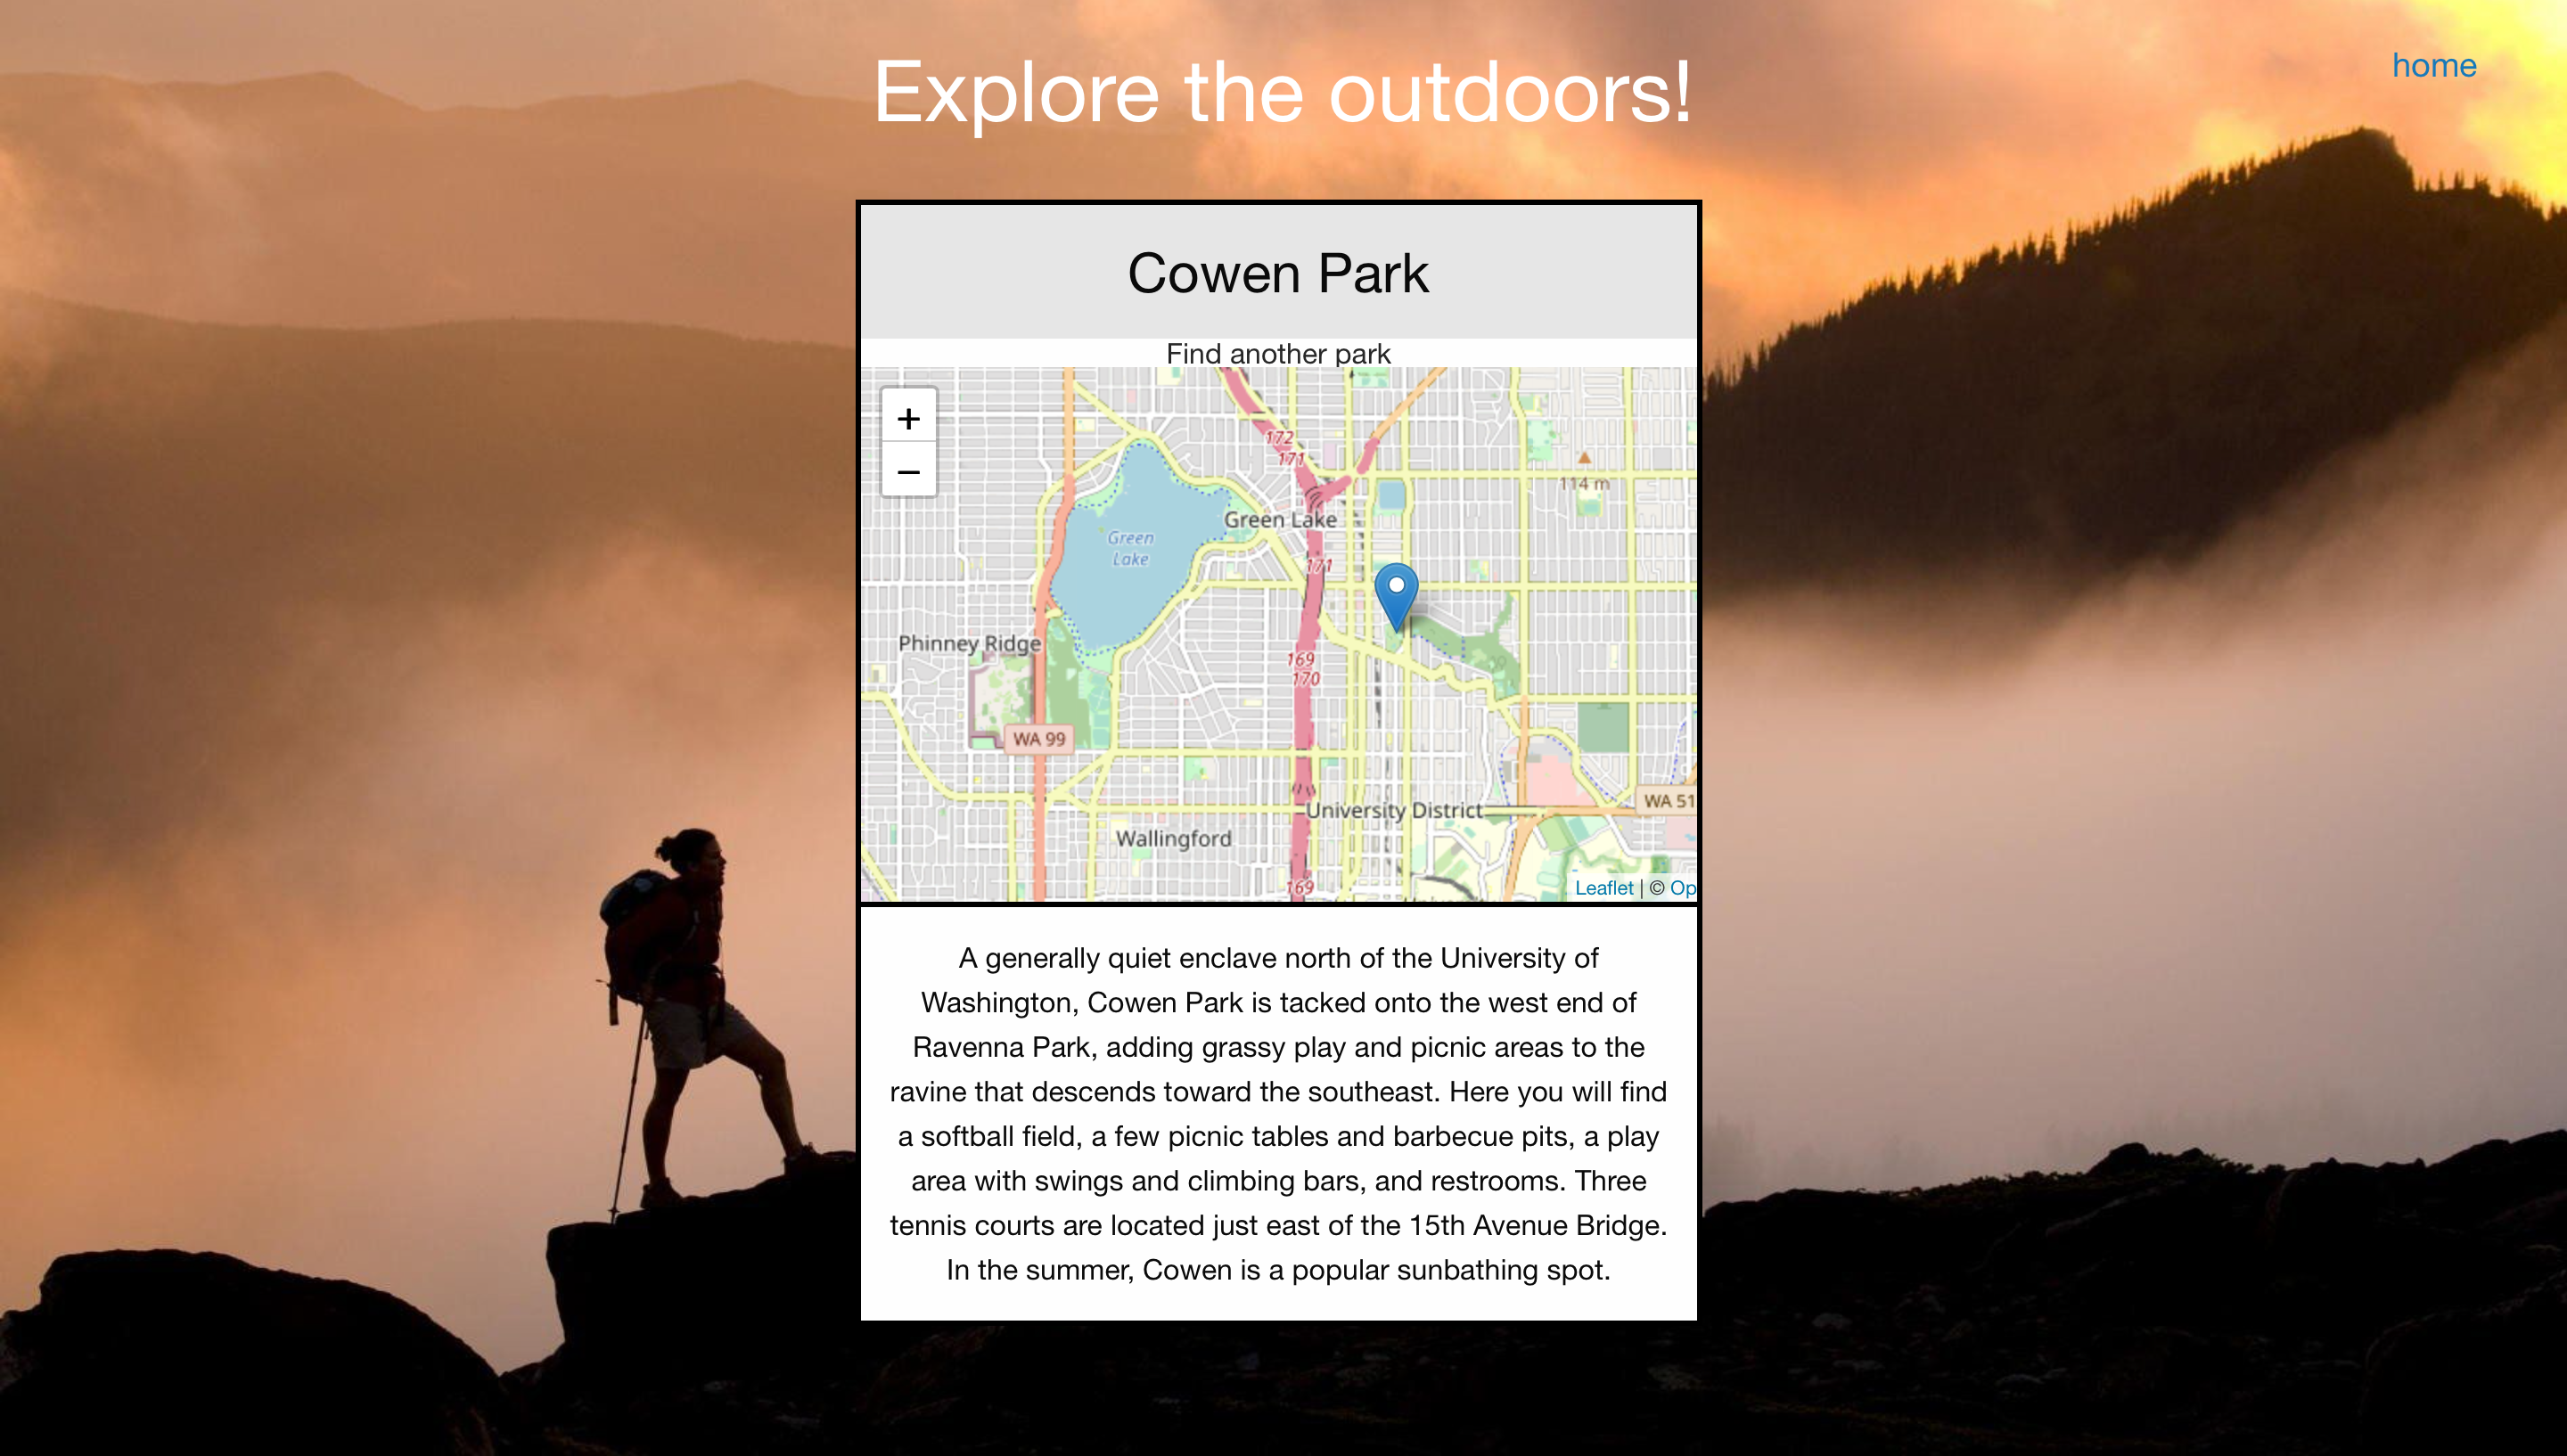 Explore the outdoors!
home
Cowen Park
Find another park
+
−
172
171
114 m
Green Lake
Green
Lake
171
Phinney Ridge
169
170
WA 99
WA 51
University District
Wallingford
169
Leaflet | © Op
A generally quiet enclave north of the University of
Washington, Cowen Park is tacked onto the west end of
Ravenna Park, adding grassy play and picnic areas to the
ravine that descends toward the southeast. Here you will find
a softball field, a few picnic tables and barbecue pits, a play
area with swings and climbing bars, and restrooms. Three
tennis courts are located just east of the 15th Avenue Bridge.
In the summer, Cowen is a popular sunbathing spot.